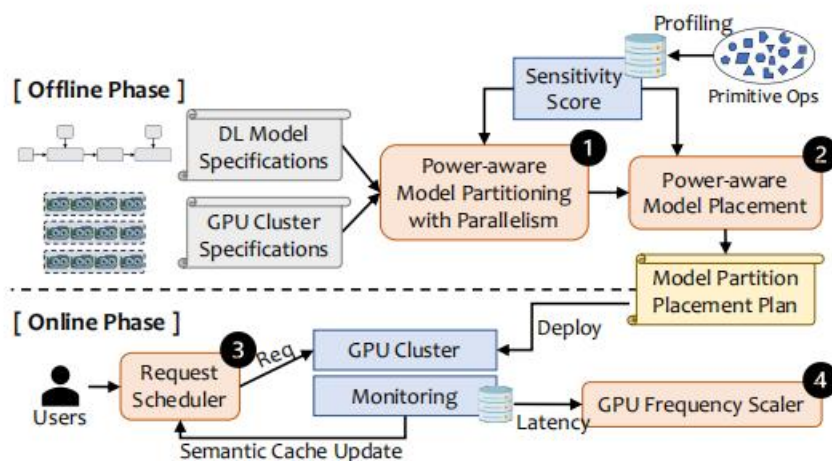 Profiling
[ Offline Phase ]
Sensitivity
Score
Primitive Ops
DL Model
Specifications
GPU Cluster
Specifications
1
Power-aware
Model Partitioning
with Parallelism
2
Power-aware
Model Placement
Model Partition
Placement Plan
[ Online Phase ]
Deploy
3
Req
GPU Cluster
Request
Scheduler
Users
Monitoring
4
GPU Frequency Scaler
Latency
Semantic Cache Update